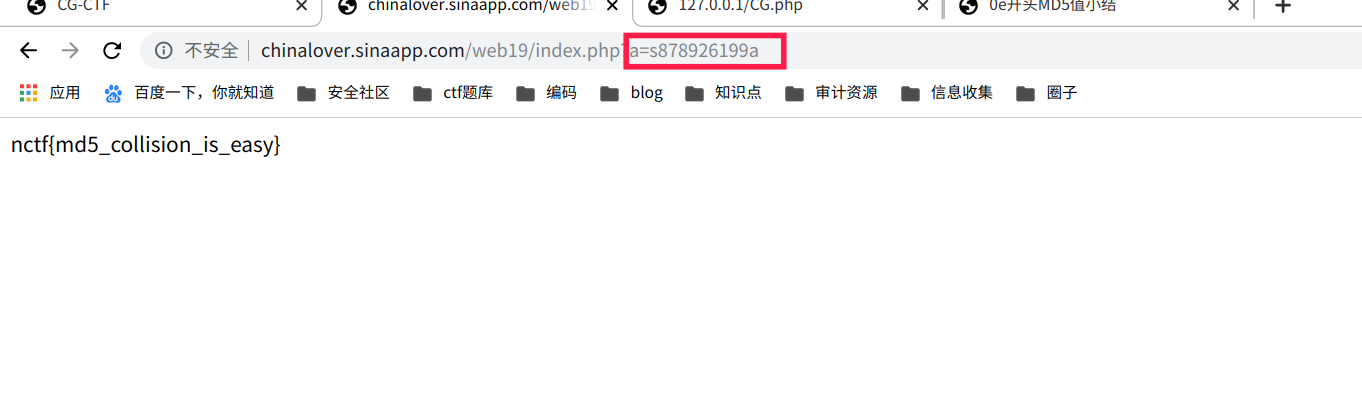 CG-CTF chinalover.sinaapp.com/web19 127.0.0.1/CG.php 0e开头MD5值小结
不安全 chinalover.sinaapp.com/web19/index.php?a=s878926199a
应用 百度一下，你就知道 安全社区 ctf题库 编码 blog 知识点 审计资源 信息收集 圈子
nctf{md5_collision_is_easy}